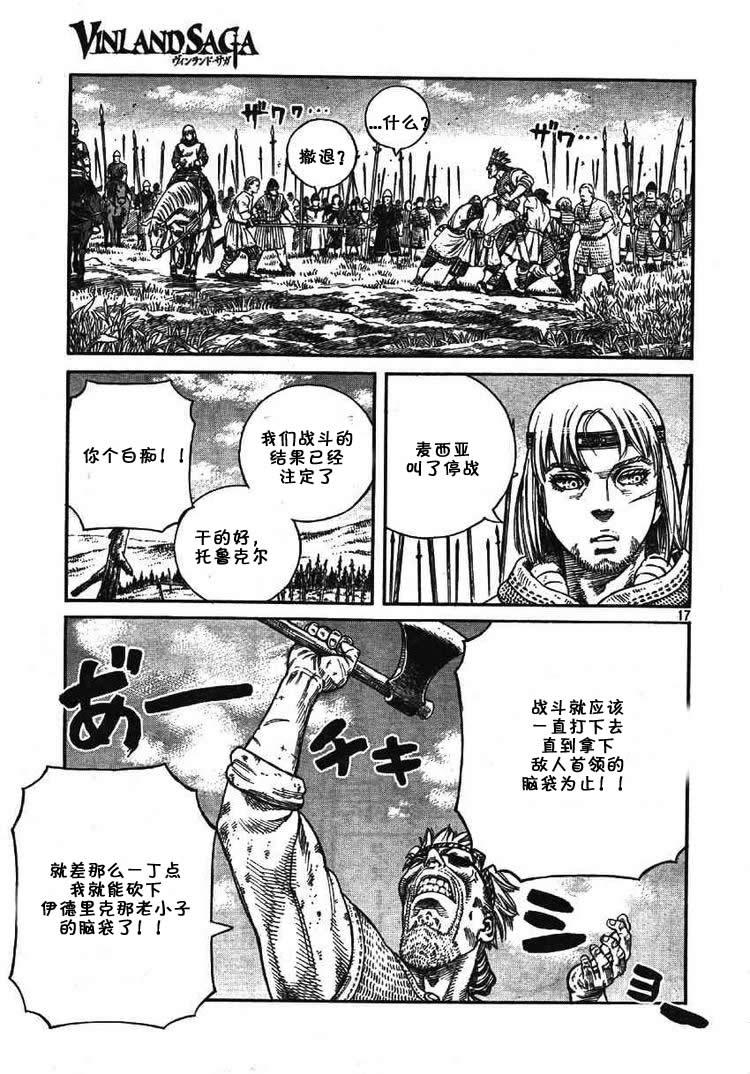 VINLAND SAGA
ヴィンランド・サガ
…什么?
撤退?
ザワワ…
ザワワ…
麦西亚
叫了停战
我们战斗的
结果已经
注定了
干的好，
托鲁克尔
你个白痴！！
17
战斗就应该
一直打下去
直到拿下
敌人首领的
脑袋为止！！
あ゛ー
チキ
ショー
就差那么一丁点
我就能砍下
伊德里克那老小子
的脑袋了！！